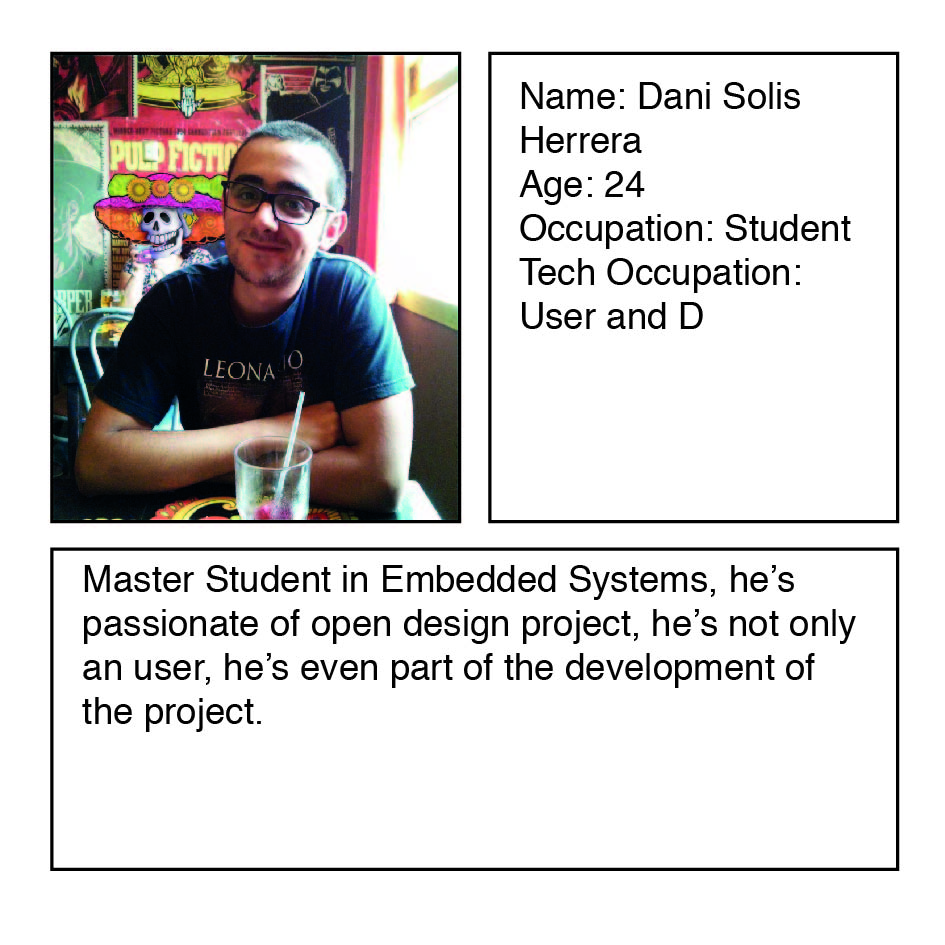 PULP FICTIO
LEONA O
Name: Dani Solis
Herrera
Age: 24
Occupation: Student
Tech Occupation:
User and D
Master Student in Embedded Systems, he’s
passionate of open design project, he’s not only
an user, he’s even part of the development of
the project.